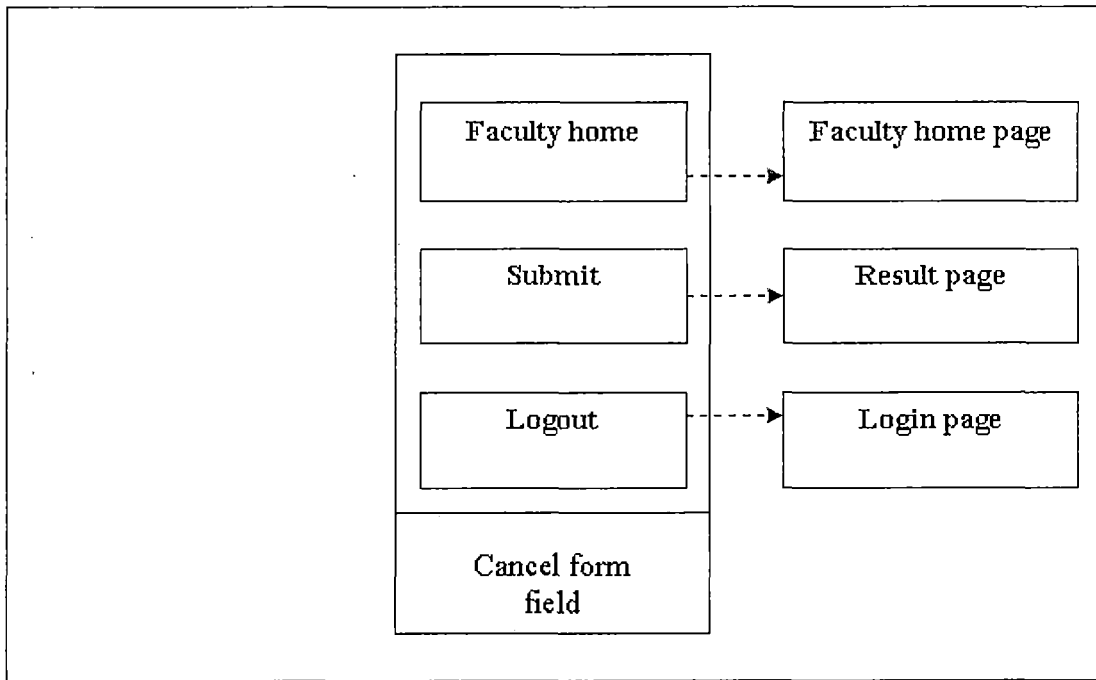 Faculty home
Faculty home page
Submit
Result page
Logout
Login page
Cancel form
field